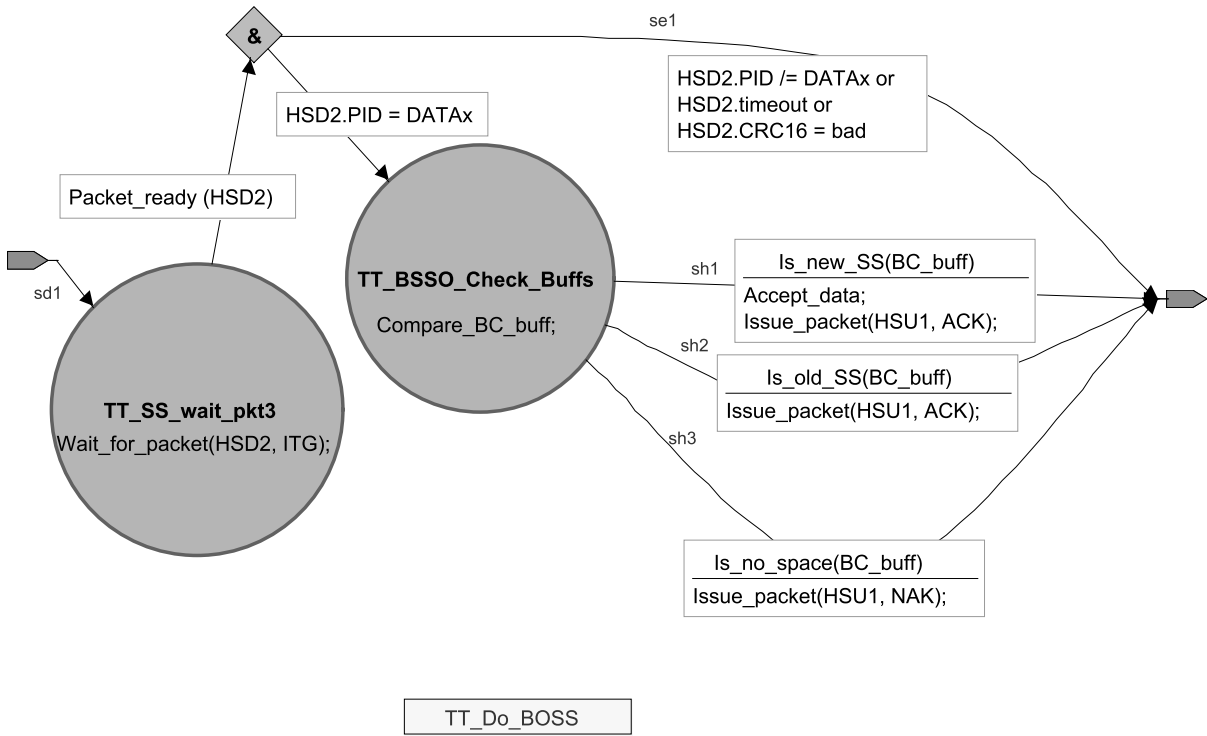 se1
&
HSD2.PID /= DATAx or
HSD2.timeout or
HSD2.CRC16 = bad
HSD2.PID = DATAx
Packet_ready (HSD2)
sd1
TT_SS_wait_pkt3
Wait_for_packet(HSD2, ITG);
TT_BSSO_Check_Buffs
Compare_BC_buff;
sh1
Is_new_SS(BC_buff)
Accept_data;
Issue_packet(HSU1, ACK);
sh2
Is_old_SS(BC_buff)
Issue_packet(HSU1, ACK);
sh3
Is_no_space(BC_buff)
Issue_packet(HSU1, NAK);
TT_Do_BOSS